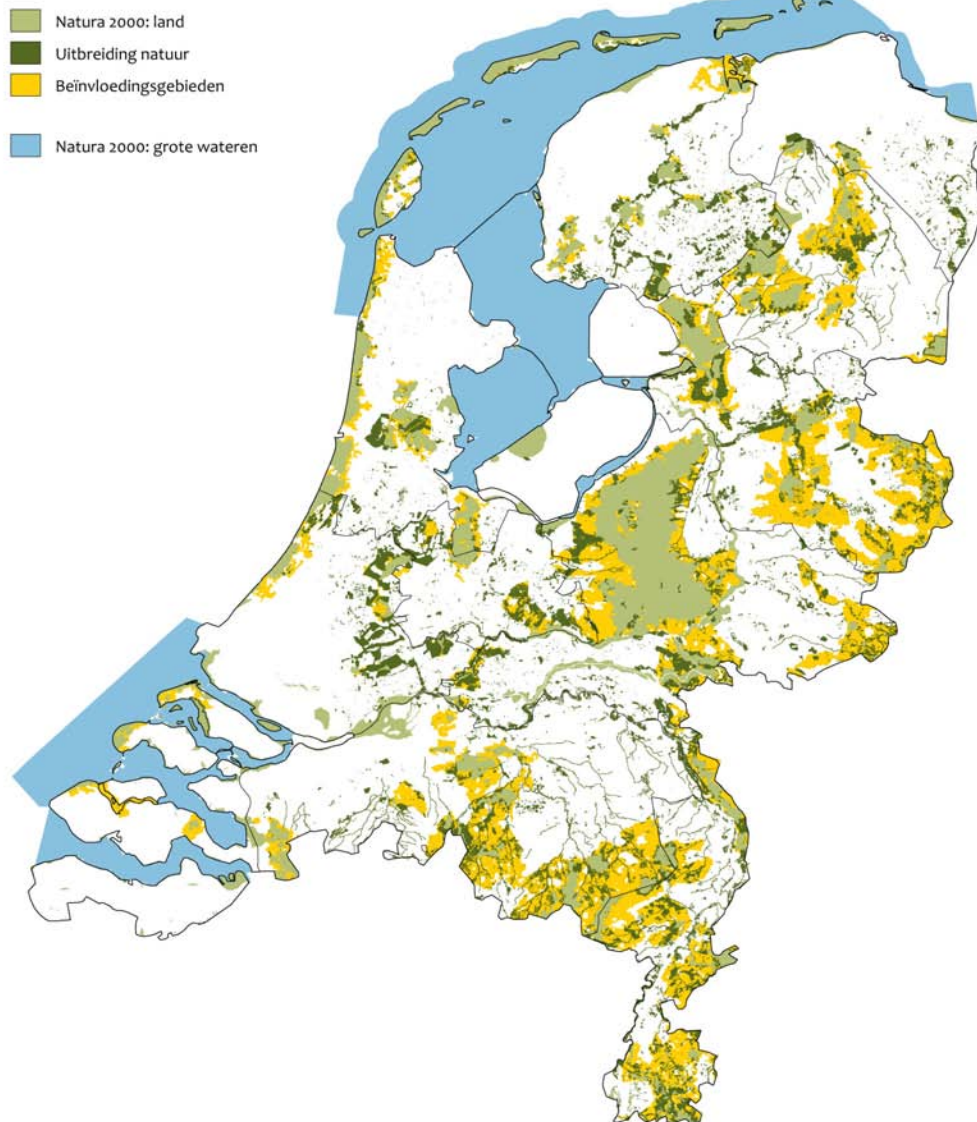 Natura 2000: land
Uitbreiding natuur
Beïnvloedingsgebieden
Natura 2000: grote wateren